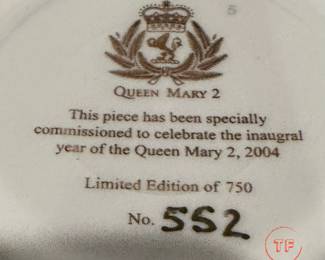 5
QUEEN MARY 2
This piece has been specially
commissioned to celebrate the inaugral
year of the Queen Mary 2, 2004
Limited Edition of 750
No. 552
TF